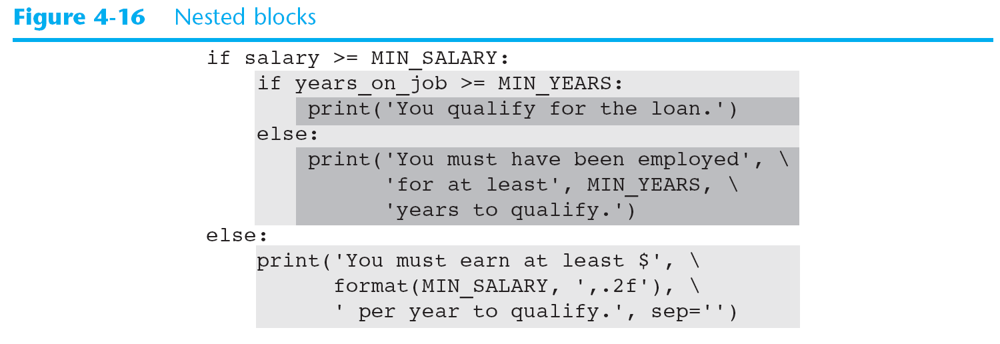 Figure 4-16 Nested blocks
if salary >= MIN_SALARY:
    if years_on_job >= MIN_YEARS:
        print('You qualify for the loan.')
    else:
        print('You must have been employed', \
              'for at least', MIN_YEARS, \
              'years to qualify.')
else:
    print('You must earn at least $', \
          format(MIN_SALARY, ',.2f'), \
          ' per year to qualify.', sep='')